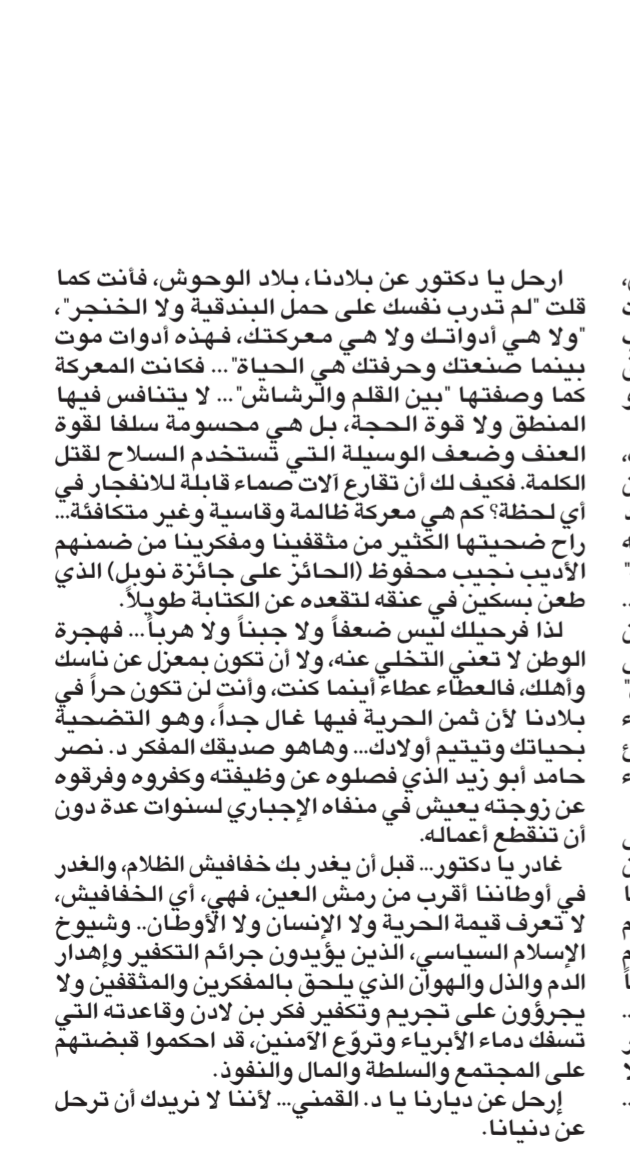 ارحل يا دكتور عن بلادنا، بلاد الوحوش، فأنت كما
قلت "لم تدرب نفسك على حمل البندقية ولا الخنجر"،
"ولا هي أدواتك ولا هي معركتك، فهذه أدوات موت
بينما صنعتك وحرفتك هي الحياة"... فكانت المعركة
كما وصفتها "بين القلم والرشاش"... لا يتنافس فيها
المنطق ولا قوة الحجة، بل هي محسومة سلفا لقوة
العنف وضعف الوسيلة التي تستخدم السلاح لقتل
الكلمة. فكيف لك أن تقارع آلات صماء قابلة للانفجار في
أي لحظة؟ كم هي معركة ظالمة وقاسية وغير متكافئة...
راح ضحيتها الكثير من مثقفينا ومفكرينا من ضمنهم
الأديب نجيب محفوظ (الحائز على جائزة نوبل) الذي
طعن بسكين في عنقه لتقعده عن الكتابة طويلاً.
لذا فرحيلك ليس ضعفاً ولا جبناً ولا هرباً... فهجرة
الوطن لا تعني التخلي عنه، ولا أن تكون بمعزل عن ناسك
وأهلك، فالعطاء عطاء أينما كنت، وأنت لن تكون حراً في
بلادنا لأن ثمن الحرية فيها غال جداً، وهو التضحية
بحياتك وتيتيم أولادك... وهاهو صديقك المفكر د. نصر
حامد أبو زيد الذي فصلوه عن وظيفته وكفروه وفرقوه
عن زوجته يعيش في منفاه الإجباري لسنوات عدة دون
أن تنقطع أعماله.
غادر يا دكتور... قبل أن يغدر بك خفافيش الظلام، والغدر
في أوطاننا أقرب من رمش العين، فهي، أي الخفافيش،
لا تعرف قيمة الحرية ولا الإنسان ولا الأوطان.. وشيوخ
الإسلام السياسي، الذين يؤيدون جرائم التكفير وإهدار
الدم والذل والهوان الذي يلحق بالمفكرين والمثقفين ولا
يجرؤون على تجريم وتكفير فكر بن لادن وقاعدته التي
تسفك دماء الأبرياء وتروّع الآمنين، قد احكموا قبضتهم
على المجتمع والسلطة والمال والنفوذ.
إرحل عن ديارنا يا د. القمني... لأننا لا نريدك أن ترحل
عن دنيانا.